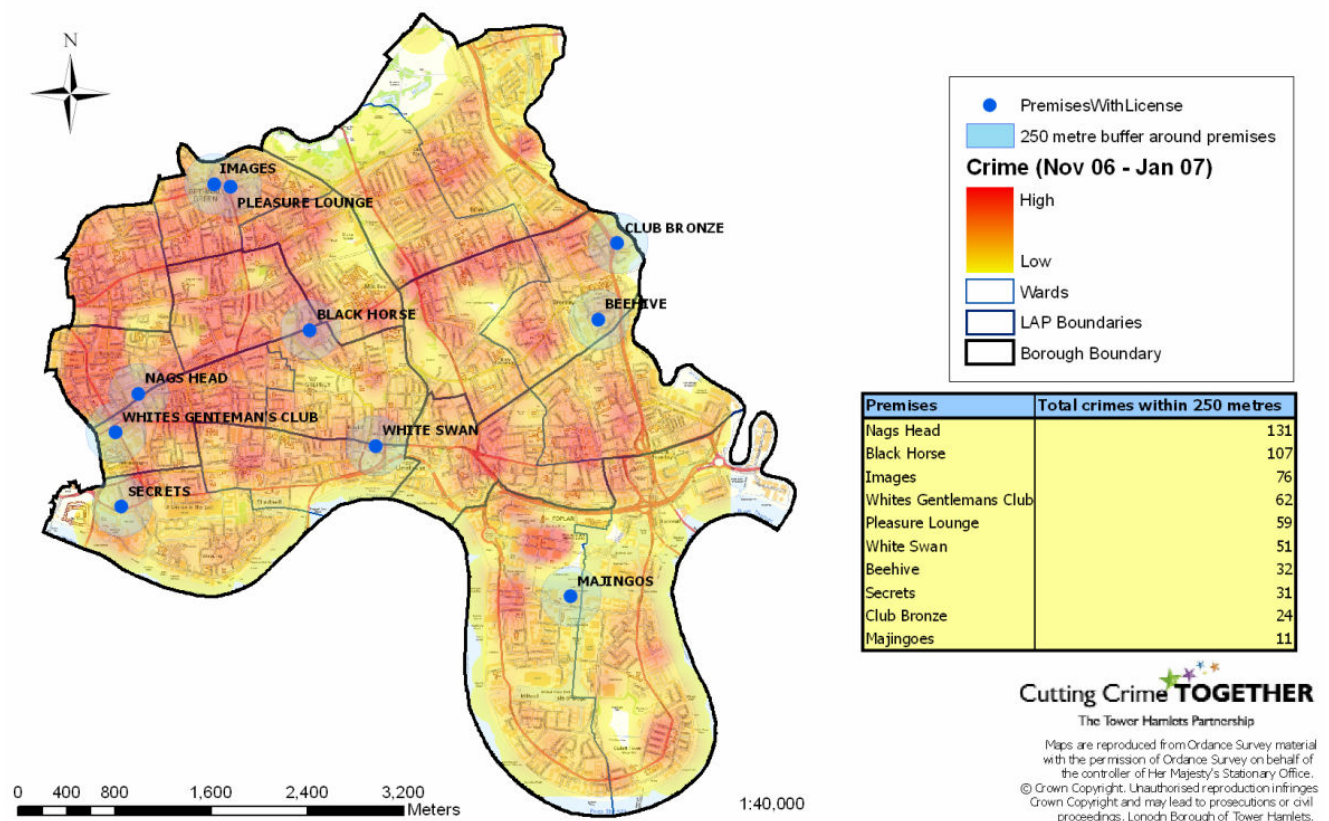 N
IMAGES
PLEASURE LOUNGE
CLUB BRONZE
BEEHIVE
BLACK HORSE
NAGS HEAD
WHITES GENTEMAN'S CLUB
WHITE SWAN
SECRETS
MAJINGOS
PremisesWithLicense
250 metre buffer around premises
Crime (Nov 06 - Jan 07)
High
Low
Wards
LAP Boundaries
Borough Boundary
Premises Total crimes within 250 metres
Nags Head 131
Black Horse 107
Images 76
Whites Gentlemans Club 62
Pleasure Lounge 59
White Swan 51
Beehive 32
Secrets 31
Club Bronze 24
Majingoes 11
Cutting Crime TOGETHER
The Tower Hamlets Partnership
Maps are reproduced from Ordance Survey material
with the permission of Ordance Survey on behalf of
the controller of Her Majesty's Stationary Office.
© Crown Copyright. Unauthorised reproduction infringes
Crown Copyright and may lead to prosecutions or civil
proceedings. Lonodn Borough of Tower Hamlets.
0 400 800 1,600 2,400 3,200
Meters
1:40,000